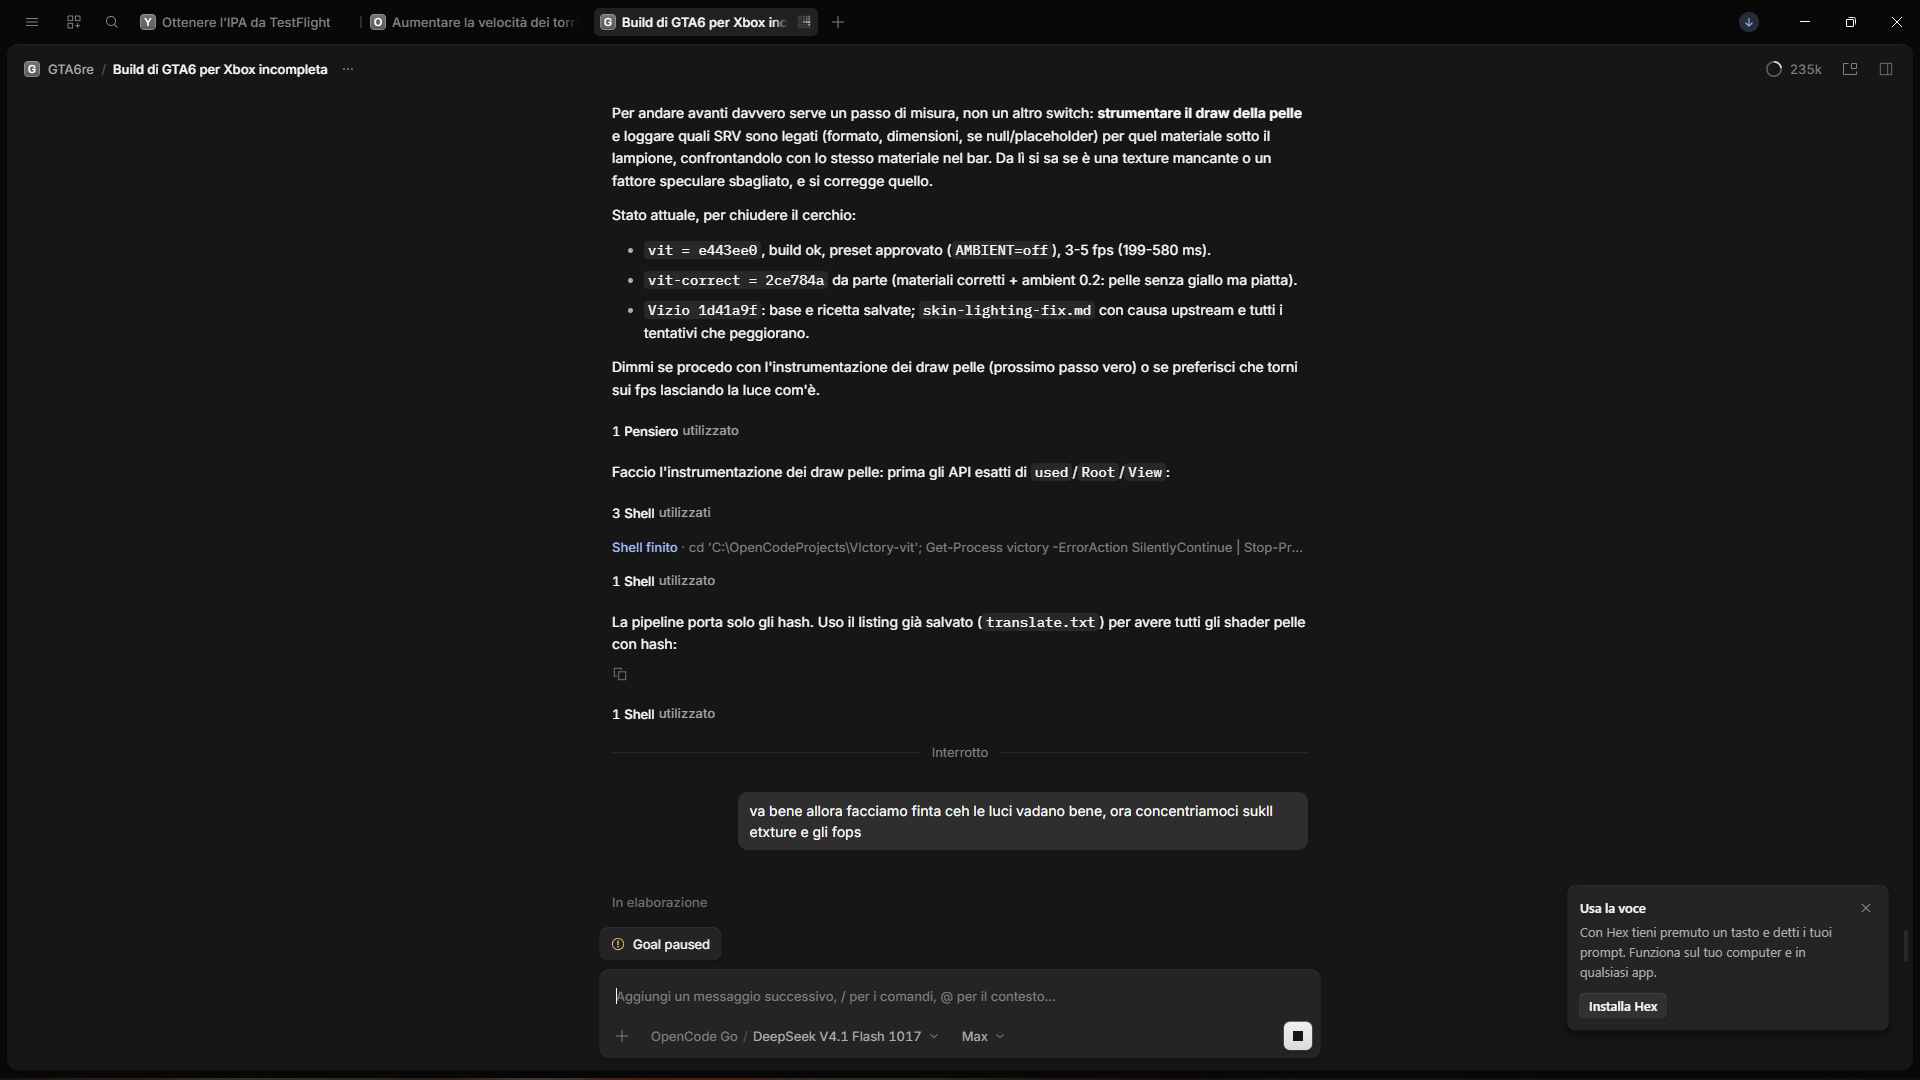 Y Ottenere l'IPA da TestFlight
O Aumentare la velocità dei torr
G Build di GTA6 per Xbox inc
G GTA6re / Build di GTA6 per Xbox incompleta ...
235k
Per andare avanti davvero serve un passo di misura, non un altro switch: strumentare il draw della pelle
e loggare quali SRV sono legati (formato, dimensioni, se null/placeholder) per quel materiale sotto il
lampione, confrontandolo con lo stesso materiale nel bar. Da lì si sa se è una texture mancante o un
fattore speculare sbagliato, e si corregge quello.
Stato attuale, per chiudere il cerchio:
• vit = e443ee0, build ok, preset approvato (AMBIENT=off), 3-5 fps (199-580 ms).
• vit-correct = 2ce784a da parte (materiali corretti + ambient 0.2: pelle senza giallo ma piatta).
• Vizio 1d41a9f: base e ricetta salvate; skin-lighting-fix.md con causa upstream e tutti i
tentativi che peggiorano.
Dimmi se procedo con l'instrumentazione dei draw pelle (prossimo passo vero) o se preferisci che torni
sui fps lasciando la luce com'è.
1 Pensiero utilizzato
Faccio l'instrumentazione dei draw pelle: prima gli API esatti di used/Root/View:
3 Shell utilizzati
Shell finito · cd 'C:\OpenCodeProjects\VIctory-vit'; Get-Process victory -ErrorAction SilentlyContinue | Stop-Pr...
1 Shell utilizzato
La pipeline porta solo gli hash. Uso il listing già salvato (translate.txt) per avere tutti gli shader pelle
con hash:
1 Shell utilizzato
Interrotto
va bene allora facciamo finta ceh le luci vadano bene, ora concentriamoci sukll
etxture e gli fops
In elaborazione
Goal paused
Aggiungi un messaggio successivo, / per i comandi, @ per il contesto...
OpenCode Go / DeepSeek V4.1 Flash 1017
Max
Usa la voce
Con Hex tieni premuto un tasto e detti i tuoi
prompt. Funziona sul tuo computer e in
qualsiasi app.
Installa Hex